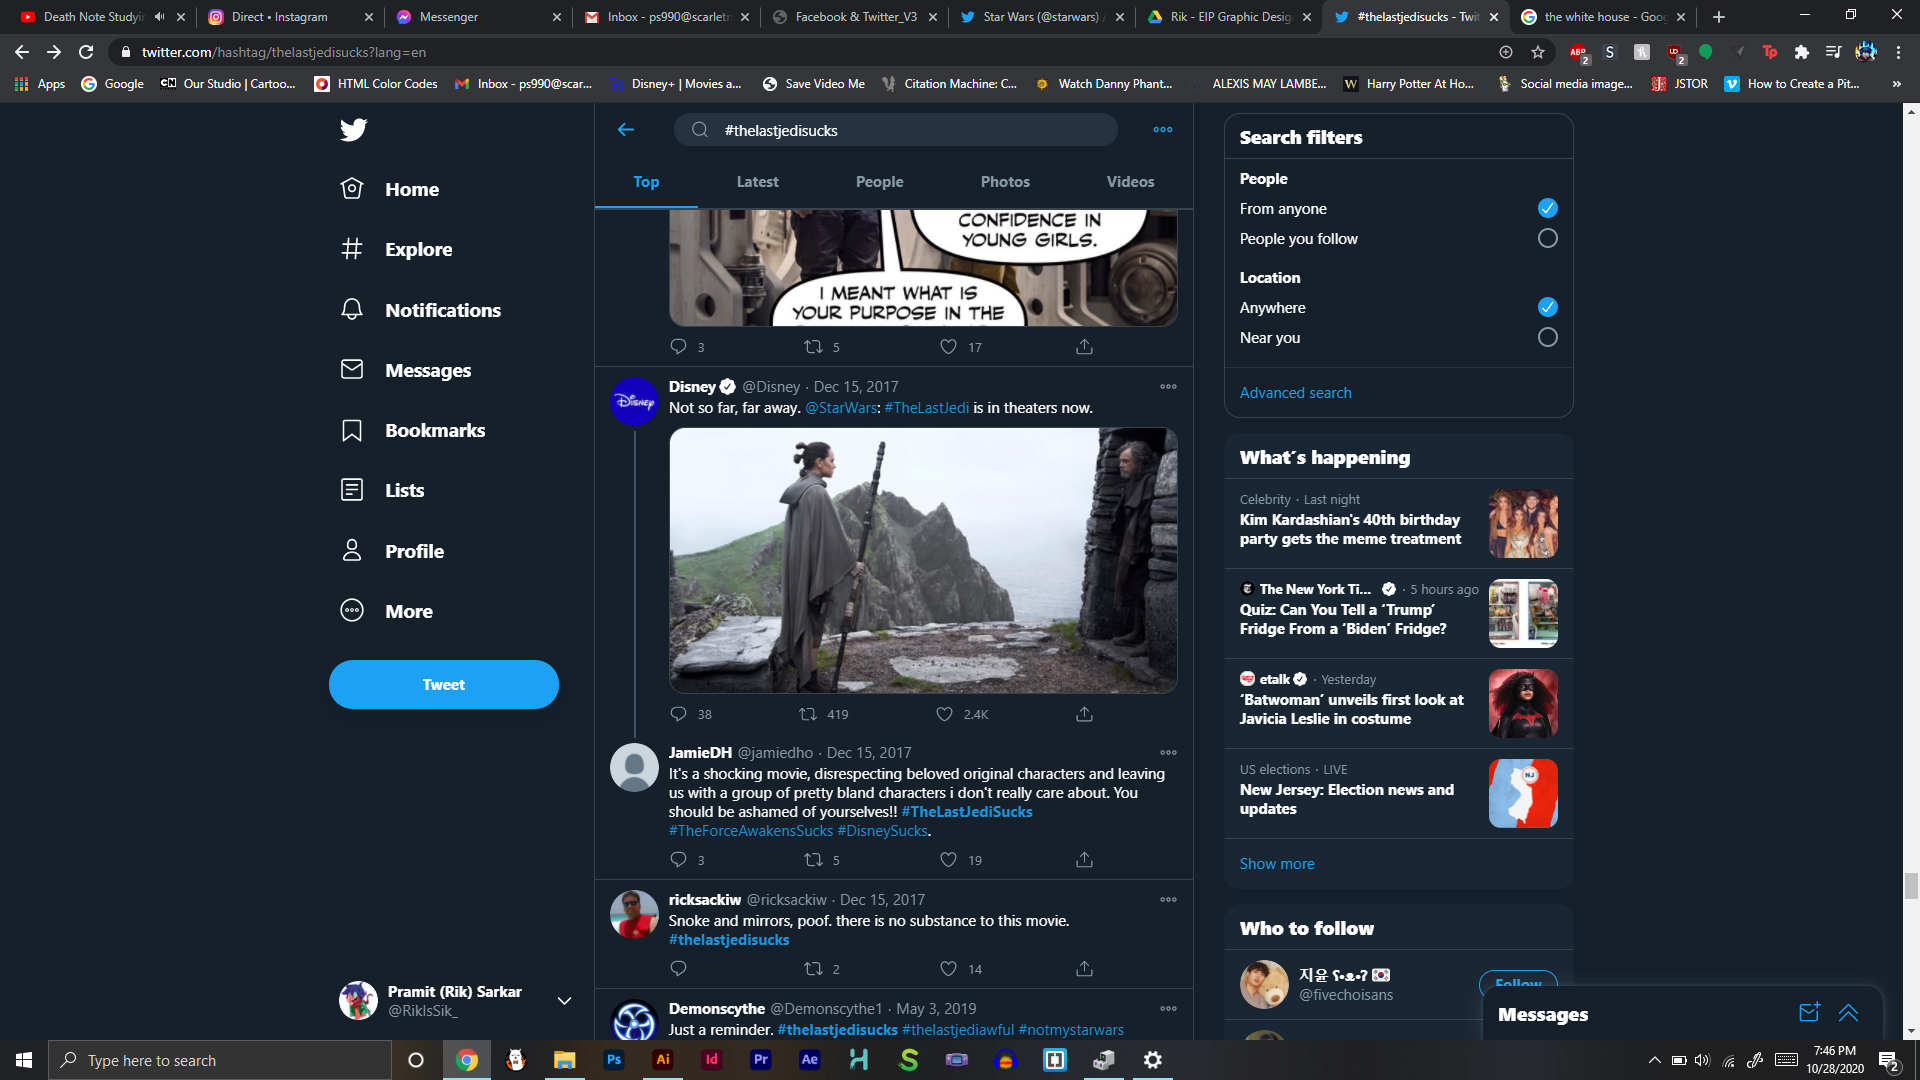 Death Note Studyin
Direct • Instagram
Messenger
Inbox - ps990@scarletm
Facebook & Twitter_V3
Star Wars (@starwars) /
Rik - EIP Graphic Desig
#thelastjedisucks - Twit
the white house - Goog
twitter.com/hashtag/thelastjedisucks?lang=en
Apps
Google
Our Studio | Cartoo...
HTML Color Codes
Inbox - ps990@scar...
Disney+ | Movies a...
Save Video Me
Citation Machine: C...
Watch Danny Phant...
ALEXIS MAY LAMBE...
Harry Potter At Ho...
Social media image...
JSTOR
How to Create a Pit...
#thelastjedisucks
Top
Latest
People
Photos
Videos
Home
Explore
Notifications
Messages
Bookmarks
Lists
Profile
More
Tweet
Pramit (Rik) Sarkar
@RikIsSik_
CONFIDENCE IN
YOUNG GIRLS.
I MEANT WHAT IS
YOUR PURPOSE IN THE
3 5 17
Disney @Disney · Dec 15, 2017
Not so far, far away. @StarWars: #TheLastJedi is in theaters now.
38 419 2.4K
JamieDH @jamiedho · Dec 15, 2017
It's a shocking movie, disrespecting beloved original characters and leaving
us with a group of pretty bland characters i don't really care about. You
should be ashamed of yourselves!! #TheLastJediSucks
#TheForceAwakensSucks #DisneySucks.
3 5 19
ricksackiw @ricksackiw · Dec 15, 2017
Snoke and mirrors, poof. there is no substance to this movie.
#thelastjedisucks
2 14
Demonscythe @Demonscythe1 · May 3, 2019
Just a reminder. #thelastjedisucks #thelastjediawful #notmystarwars
Search filters
People
From anyone
People you follow
Location
Anywhere
Near you
Advanced search
What's happening
Celebrity · Last night
Kim Kardashian's 40th birthday
party gets the meme treatment
The New York Ti... · 5 hours ago
Quiz: Can You Tell a 'Trump'
Fridge From a 'Biden' Fridge?
etalk · Yesterday
'Batwoman' unveils first look at
Javicia Leslie in costume
US elections · LIVE
New Jersey: Election news and
updates
NJ
Show more
Who to follow
지윤
@fivechoisans
Follow
Messages
Type here to search
Ps
Ai
Id
Pr
Ae
7:46 PM
10/28/2020
2